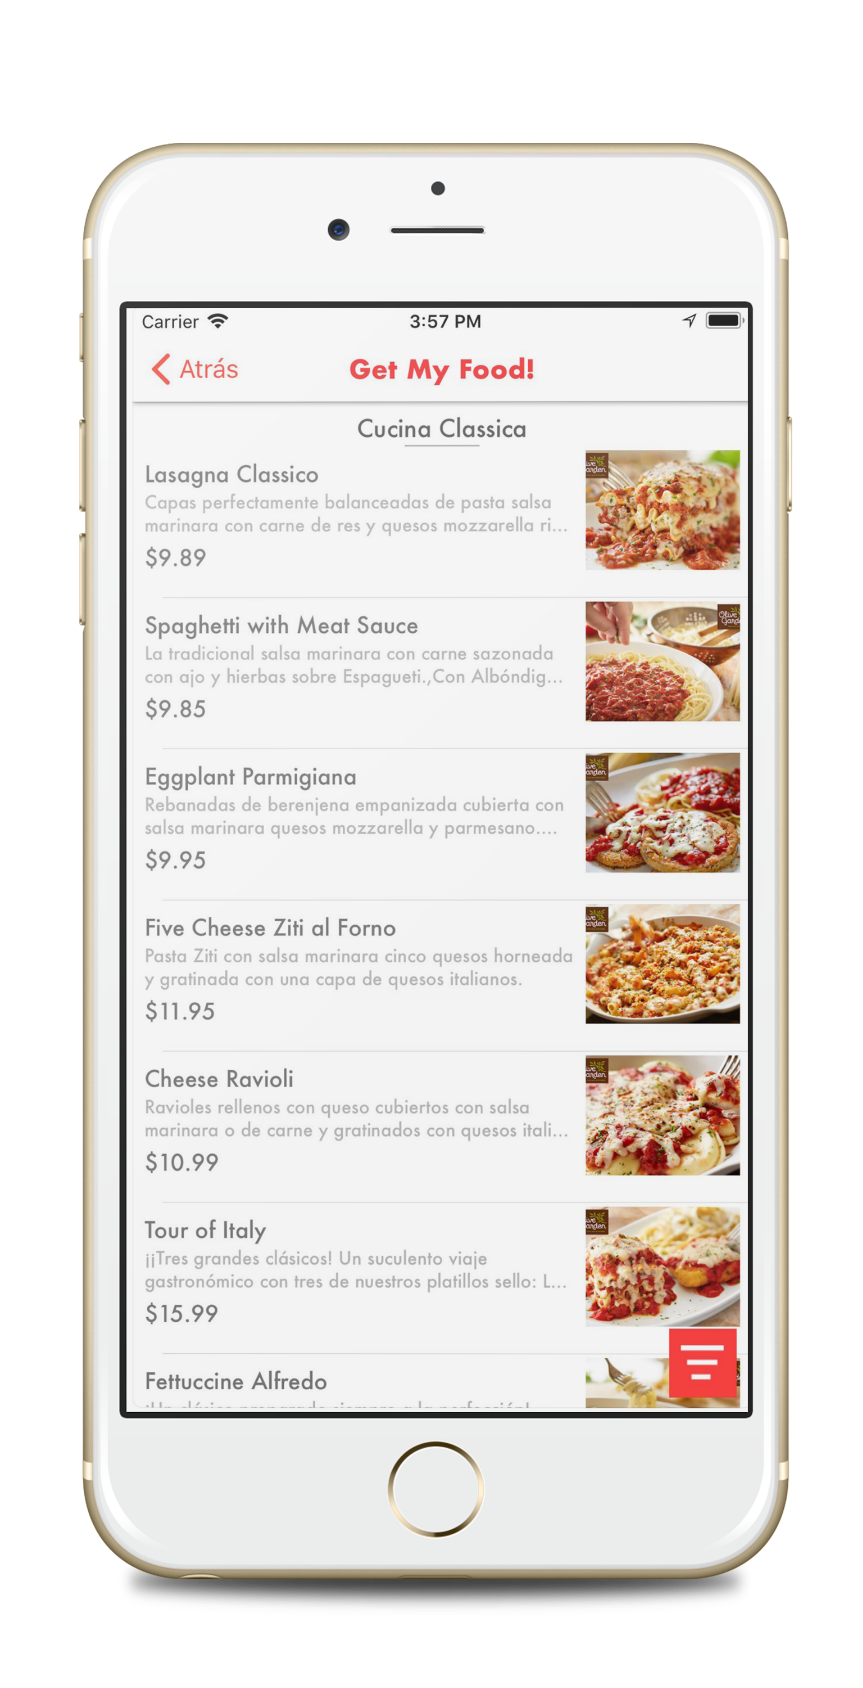 Carrier
3:57 PM
Atrás
Get My Food!
Cucina Classica
Lasagna Classico
Capas perfectamente balanceadas de pasta salsa
marinara con carne de res y quesos mozzarella ri...
$9.89
Spaghetti with Meat Sauce
La tradicional salsa marinara con carne sazonada
con ajo y hierbas sobre Espagueti.,Con Albóndig...
$9.85
Eggplant Parmigiana
Rebanadas de berenjena empanizada cubierta con
salsa marinara quesos mozzarella y parmesano....
$9.95
Five Cheese Ziti al Forno
Pasta Ziti con salsa marinara cinco quesos horneada
y gratinada con una capa de quesos italianos.
$11.95
Cheese Ravioli
Ravioles rellenos con queso cubiertos con salsa
marinara o de carne y gratinados con quesos itali...
$10.99
Tour of Italy
¡¡Tres grandes clásicos! Un suculento viaje
gastronómico con tres de nuestros platillos sello: L...
$15.99
Fettuccine Alfredo